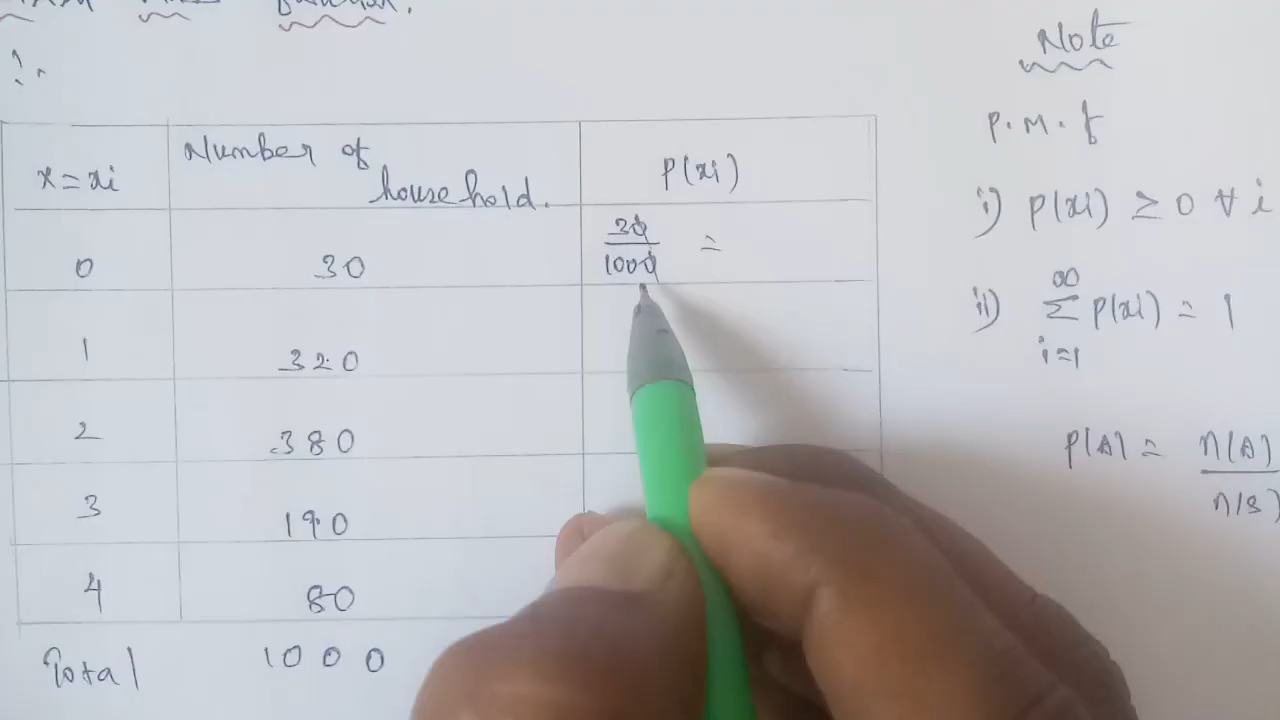 function.
Note
P.M.f
i) P(xi) ≥ 0 ∀ i
ii) ∞ Σ i=1 P(xi) = 1
P(A) = n(A) / n(S)
x=xi Number of household. P(xi)
0 30 30/1000 =
1 320
2 380
3 190
4 80
Total 1000